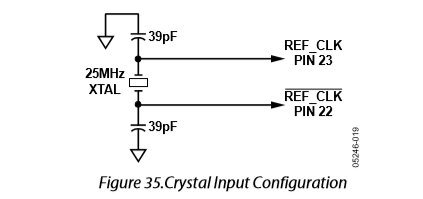 39pF
REF_CLK
PIN 23
25MHz
XTAL
REF_CLK
PIN 22
39pF
05246-019
Figure 35.Crystal Input Configuration